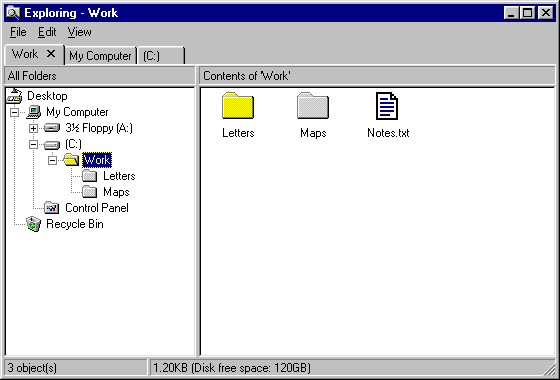 Exploring - Work
File Edit View
Work My Computer (C:)
All Folders
Contents of 'Work'
Desktop
My Computer
3½ Floppy (A:)
(C:)
Work
Letters
Maps
Control Panel
Recycle Bin
Letters Maps Notes.txt
3 object(s)
1.20KB (Disk free space: 120GB)